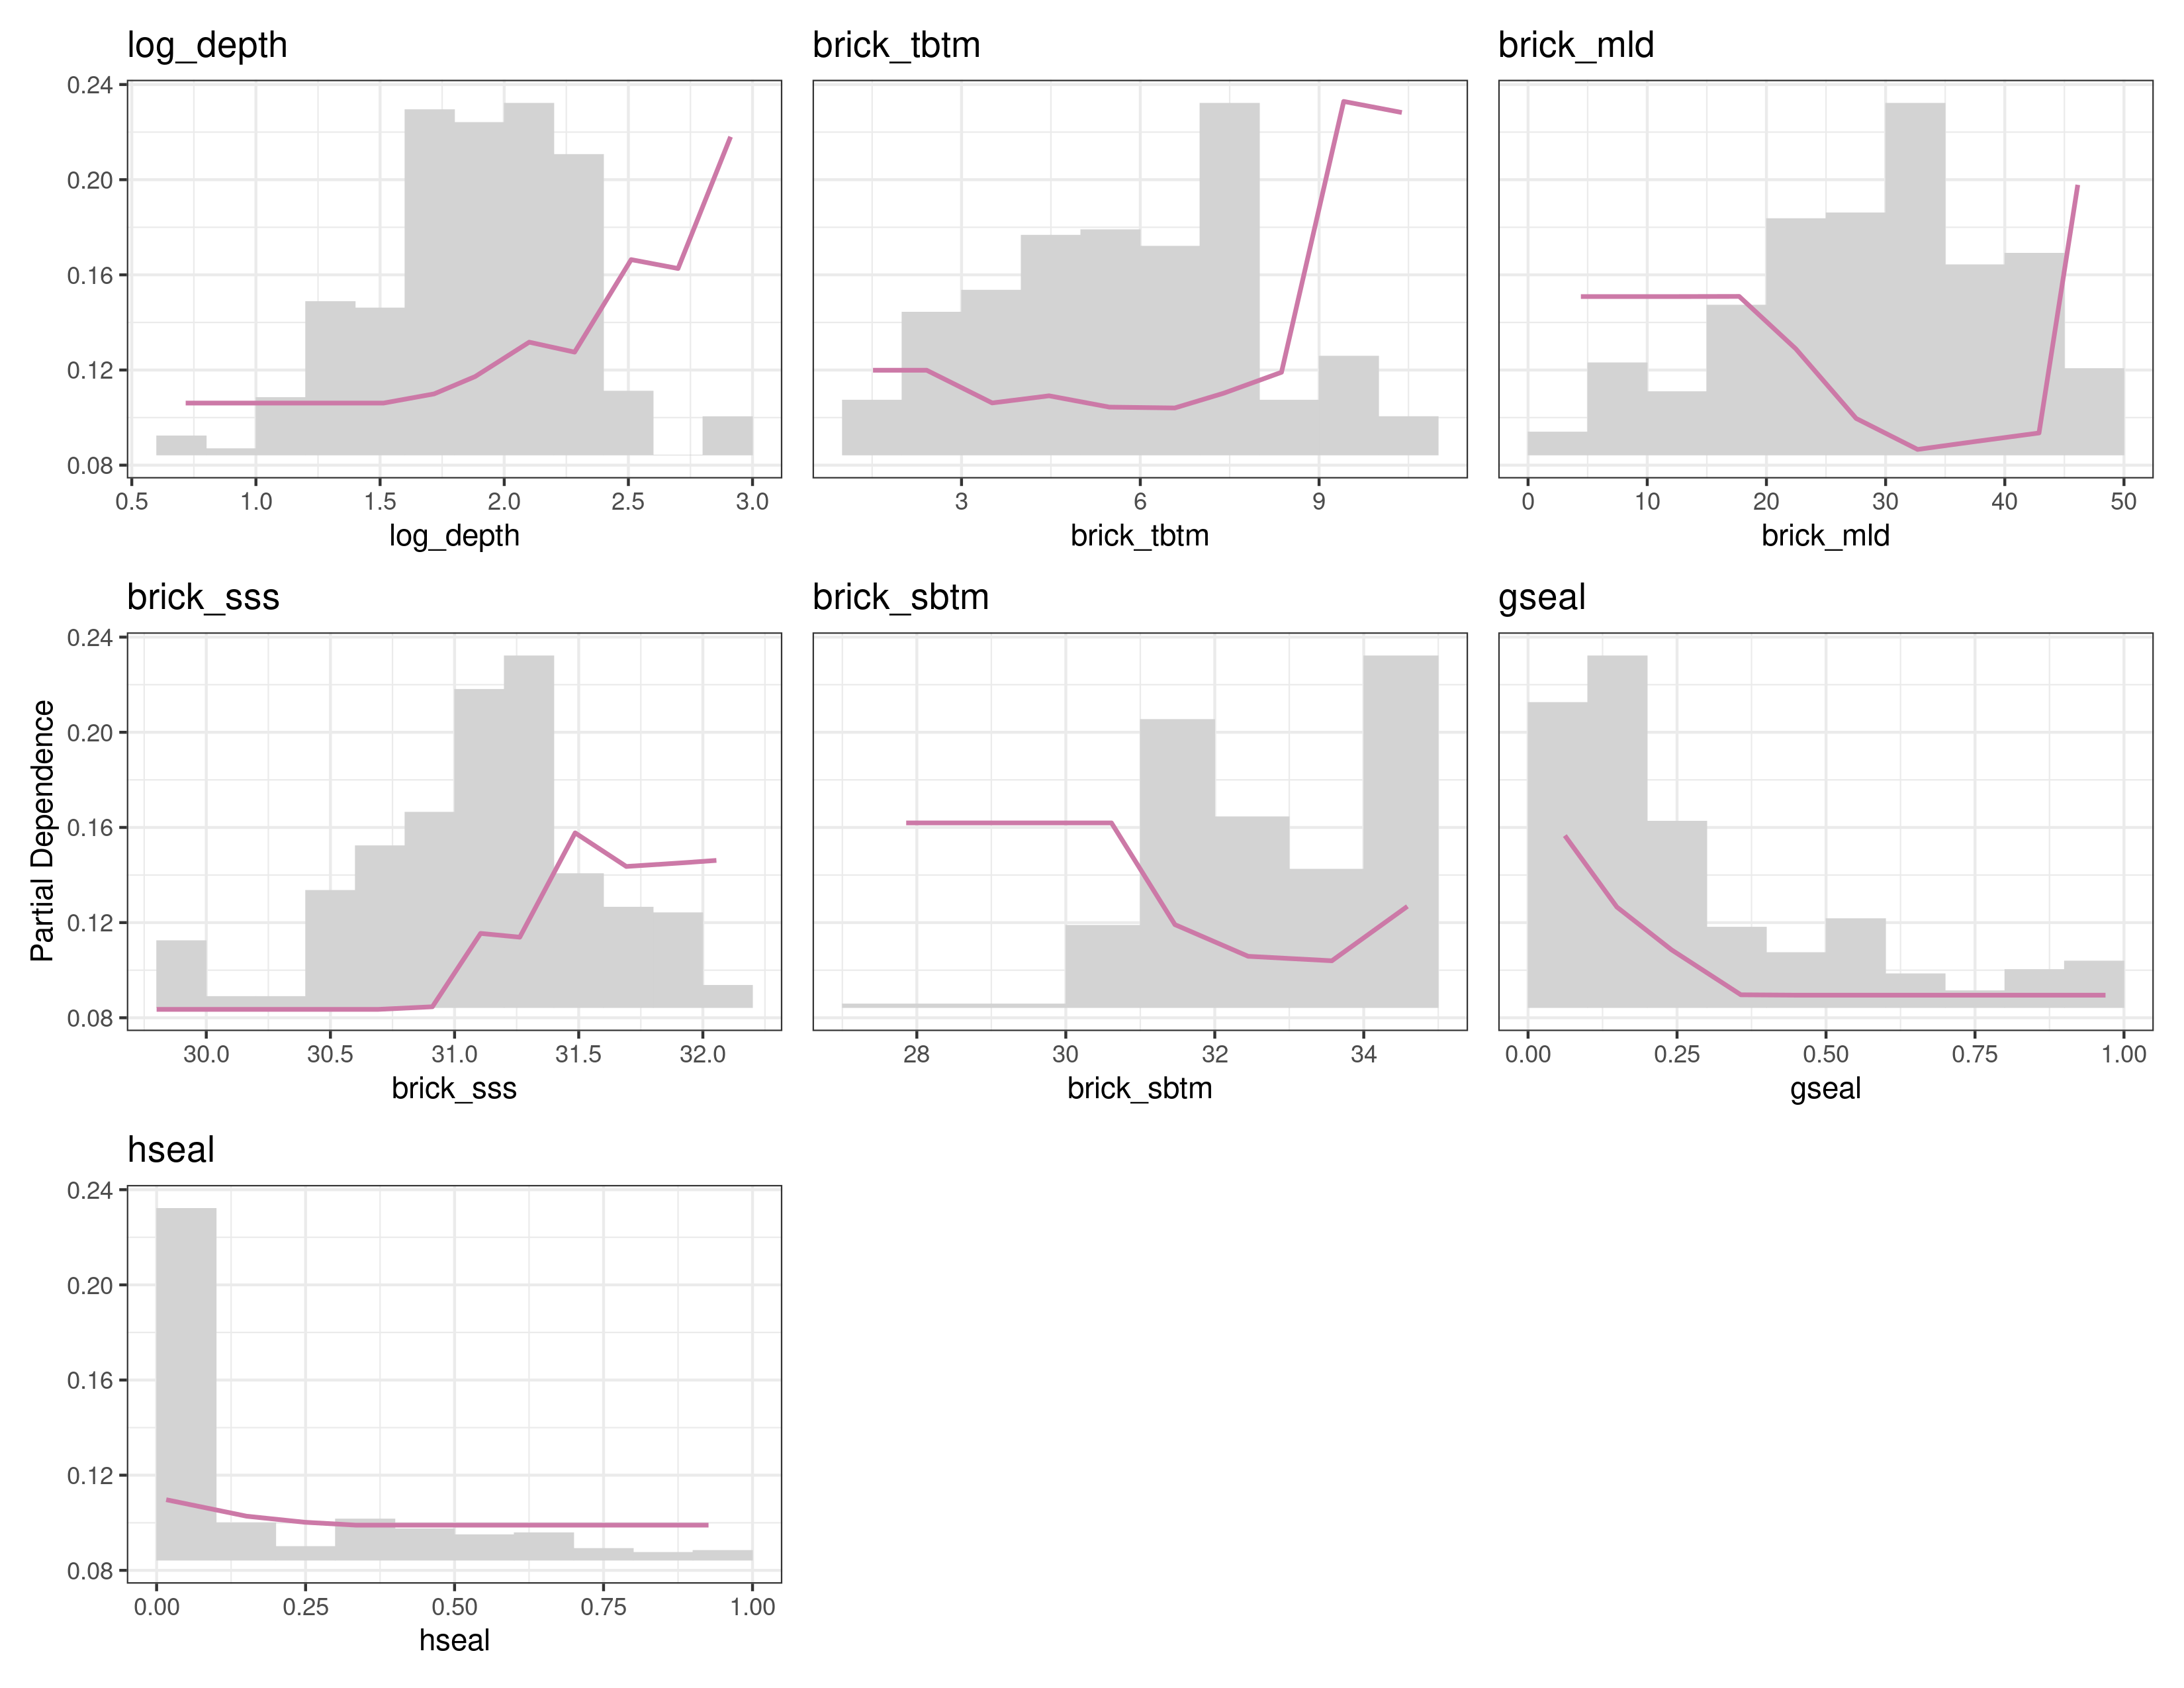 log_depth brick_tbtm brick_mld
0.24
0.20
0.16
0.12
0.08
0.5 1.0 1.5 2.0 2.5 3.0 3 6 9 0 10 20 30 40 50
log_depth brick_tbtm brick_mld
brick_sss brick_sbtm gseal
Partial Dependence
0.24
0.20
0.16
0.12
0.08
30.0 30.5 31.0 31.5 32.0 28 30 32 34 0.00 0.25 0.50 0.75 1.00
brick_sss brick_sbtm gseal
hseal
0.24
0.20
0.16
0.12
0.08
0.00 0.25 0.50 0.75 1.00
hseal